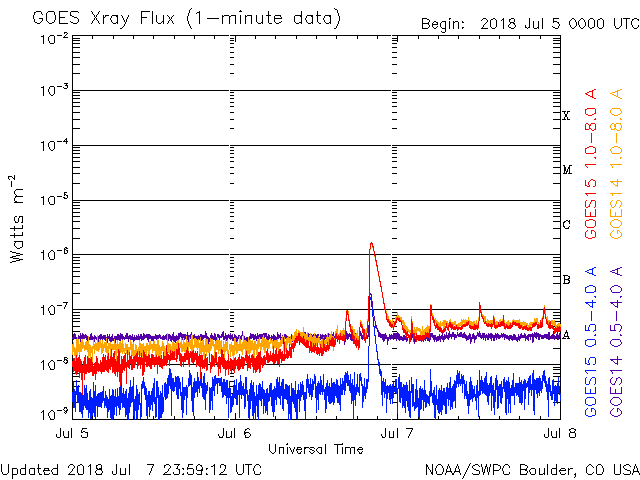 GOES Xray Flux (1-minute data)
Begin: 2018 Jul 5 0000 UTC
10⁻²
10⁻³
10⁻⁴
10⁻⁵
10⁻⁶
10⁻⁷
10⁻⁸
10⁻⁹
Watts m⁻²
X
M
C
B
A
GOES15 1.0-8.0 A
GOES14 1.0-8.0 A
GOES15 0.5-4.0 A
GOES14 0.5-4.0 A
Jul 5
Jul 6
Jul 7
Jul 8
Universal Time
Updated 2018 Jul 7 23:59:12 UTC
NOAA/SWPC Boulder, CO USA